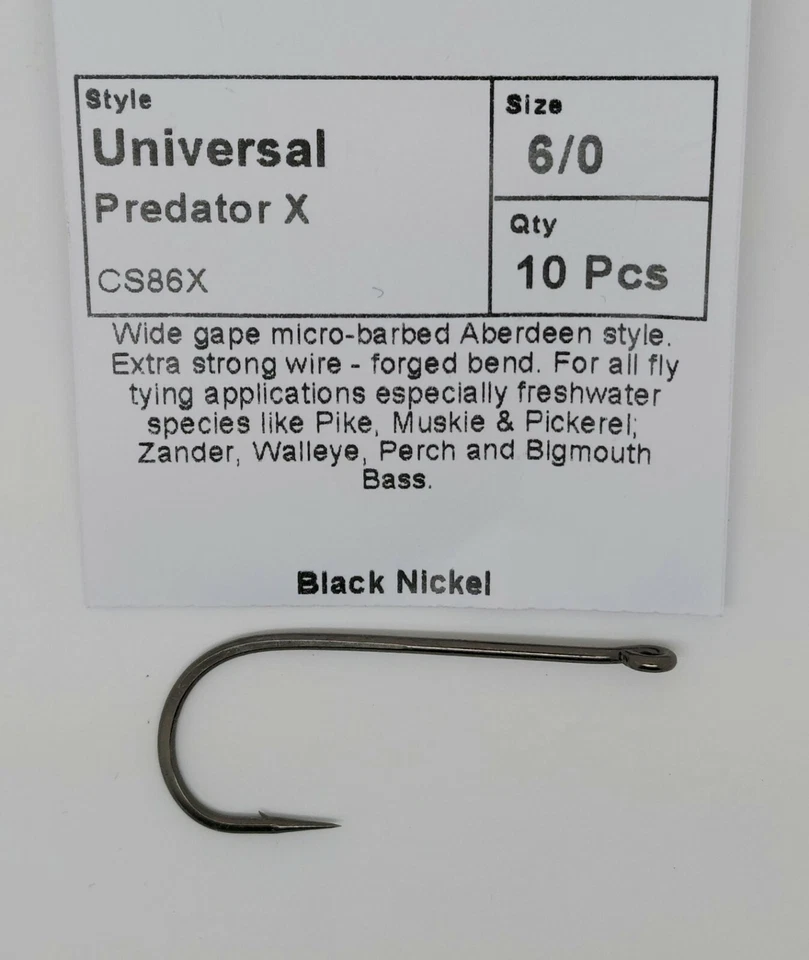 Style
Universal
Predator X
CS86X
Size
6/0
Qty
10 Pcs
Wide gape micro-barbed Aberdeen style.
Extra strong wire - forged bend. For all fly
tying applications especially freshwater
species like Pike, Muskie & Pickerel;
Zander, Walleye, Perch and Bigmouth
Bass.
Black Nickel